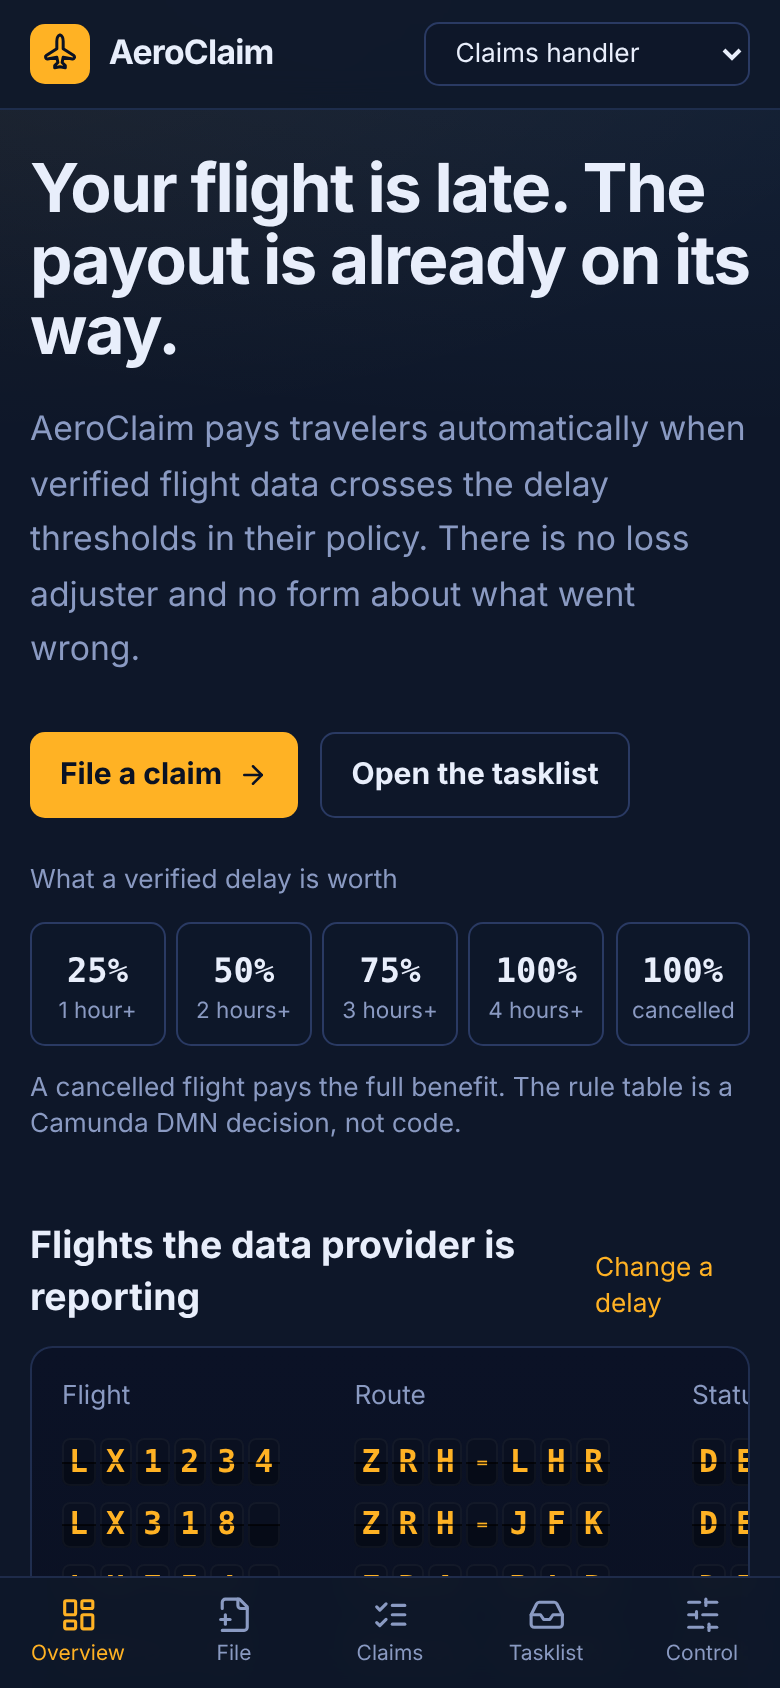 AeroClaim
Claims handler
Your flight is late. The
payout is already on its
way.
AeroClaim pays travelers automatically when
verified flight data crosses the delay
thresholds in their policy. There is no loss
adjuster and no form about what went
wrong.
File a claim →
Open the tasklist
What a verified delay is worth
25% 50% 75% 100% 100%
1 hour+ 2 hours+ 3 hours+ 4 hours+ cancelled
A cancelled flight pays the full benefit. The rule table is a
Camunda DMN decision, not code.
Flights the data provider is
reporting
Change a
delay
Flight Route Statu
LX1234 ZRH=LHR DE
LX318 ZRH=JFK DE
Overview File Claims Tasklist Control